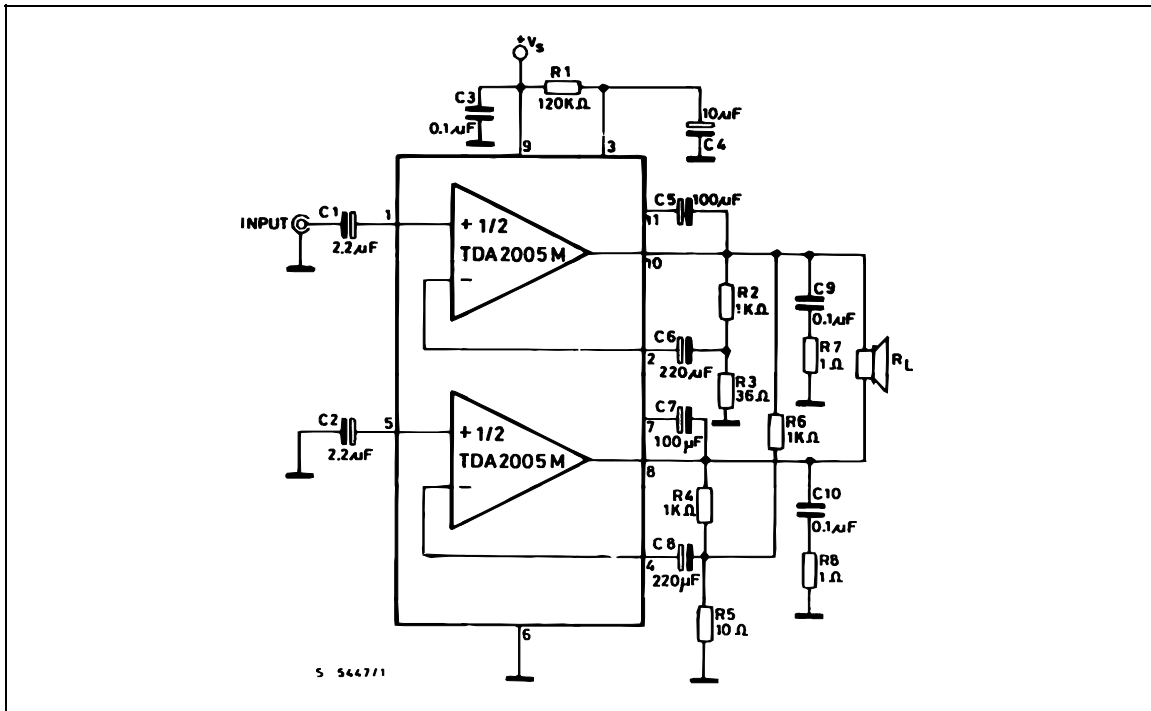 +Vs
R1
120KΩ
C3
0.1µF
10µF
C4
9
3
C5
100µF
11
INPUT
C1
2.2µF
1
+ 1/2
TDA2005M
−
10
R2
1KΩ
C9
0.1µF
C6
220µF
2
R7
1Ω
RL
R3
36Ω
C7
100µF
7
C2
2.2µF
5
+ 1/2
TDA2005M
−
8
R6
1KΩ
R4
1KΩ
C10
0.1µF
C8
220µF
4
R8
1Ω
R5
10Ω
6
S 5447/1